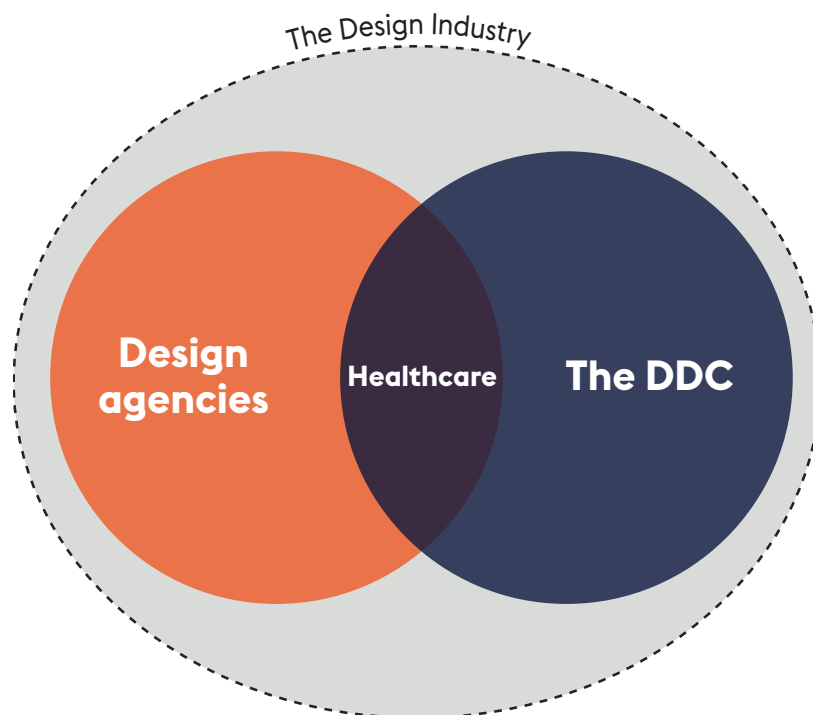 The Design Industry
Design
agencies
Healthcare
The DDC